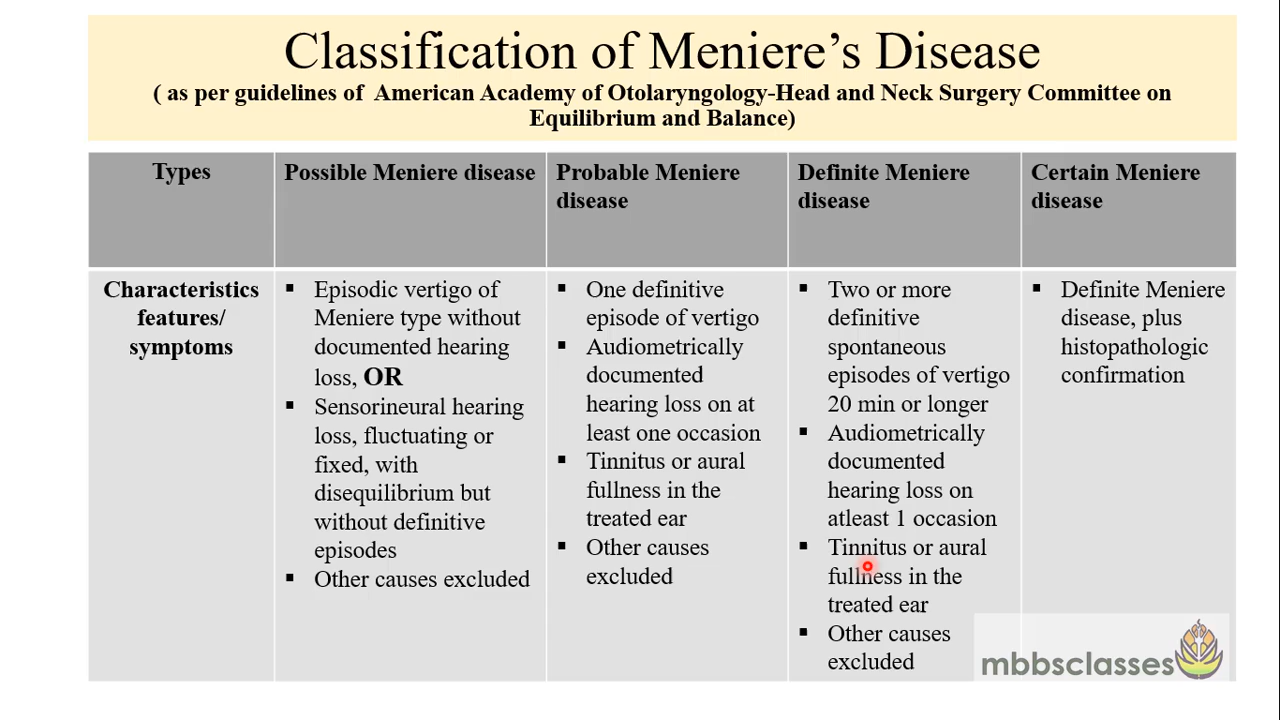 Classification of Meniere’s Disease
( as per guidelines of American Academy of Otolaryngology-Head and Neck Surgery Committee on
Equilibrium and Balance)
Types
Possible Meniere disease
Probable Meniere
disease
Definite Meniere
disease
Certain Meniere
disease
Characteristics
features/
symptoms
▪ Episodic vertigo of
Meniere type without
documented hearing
loss, OR
▪ Sensorineural hearing
loss, fluctuating or
fixed, with
disequilibrium but
without definitive
episodes
▪ Other causes excluded
▪ One definitive
episode of vertigo
▪ Audiometrically
documented
hearing loss on at
least one occasion
▪ Tinnitus or aural
fullness in the
treated ear
▪ Other causes
excluded
▪ Two or more
definitive
spontaneous
episodes of vertigo
20 min or longer
▪ Audiometrically
documented
hearing loss on
atleast 1 occasion
▪ Tinnitus or aural
fullness in the
treated ear
▪ Other causes
excluded
▪ Definite Meniere
disease, plus
histopathologic
confirmation
mbbsclasses